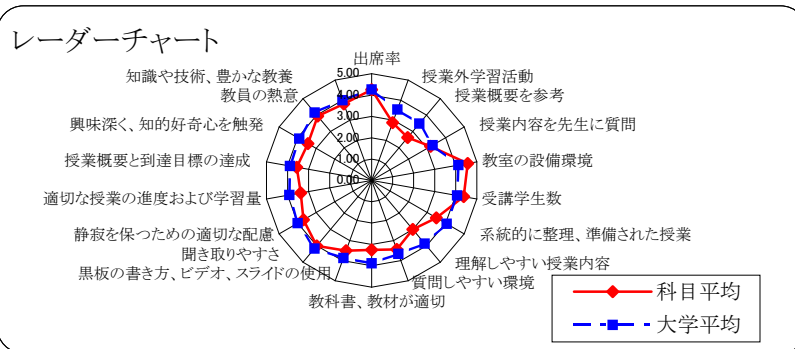 レーダーチャート
出席率
授業外学習活動
授業概要を参考
授業内容を先生に質問
教室の設備環境
受講学生数
系統的に整理、準備された授業
理解しやすい授業内容
質問しやすい環境
教科書、教材が適切
黒板の書き方、ビデオ、スライドの使用
聞き取りやすさ
静寂を保つための適切な配慮
適切な授業の進度および学習量
授業概要と到達目標の達成
興味深く、知的好奇心を触発
教員の熱意
知識や技術、豊かな教養
5.00
4.00
3.00
2.00
1.00
0.00
科目平均
大学平均